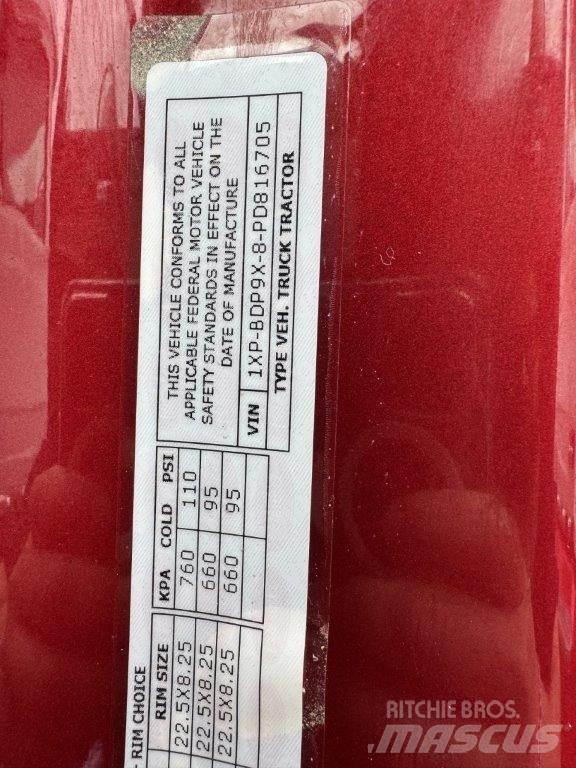 THIS VEHICLE CONFORMS TO ALL
APPLICABLE FEDERAL MOTOR VEHICLE
SAFETY STANDARDS IN EFFECT ON THE
DATE OF MANUFACTURE
VIN 1XP-BDP9X-8-PD816705
TYPE VEH. TRUCK TRACTOR
RIM CHOICE
RIM SIZE KPA COLD PSI
22.5X8.25 760 110
22.5X8.25 660 95
22.5X8.25 660 95
RITCHIE BROS.
MASCUS